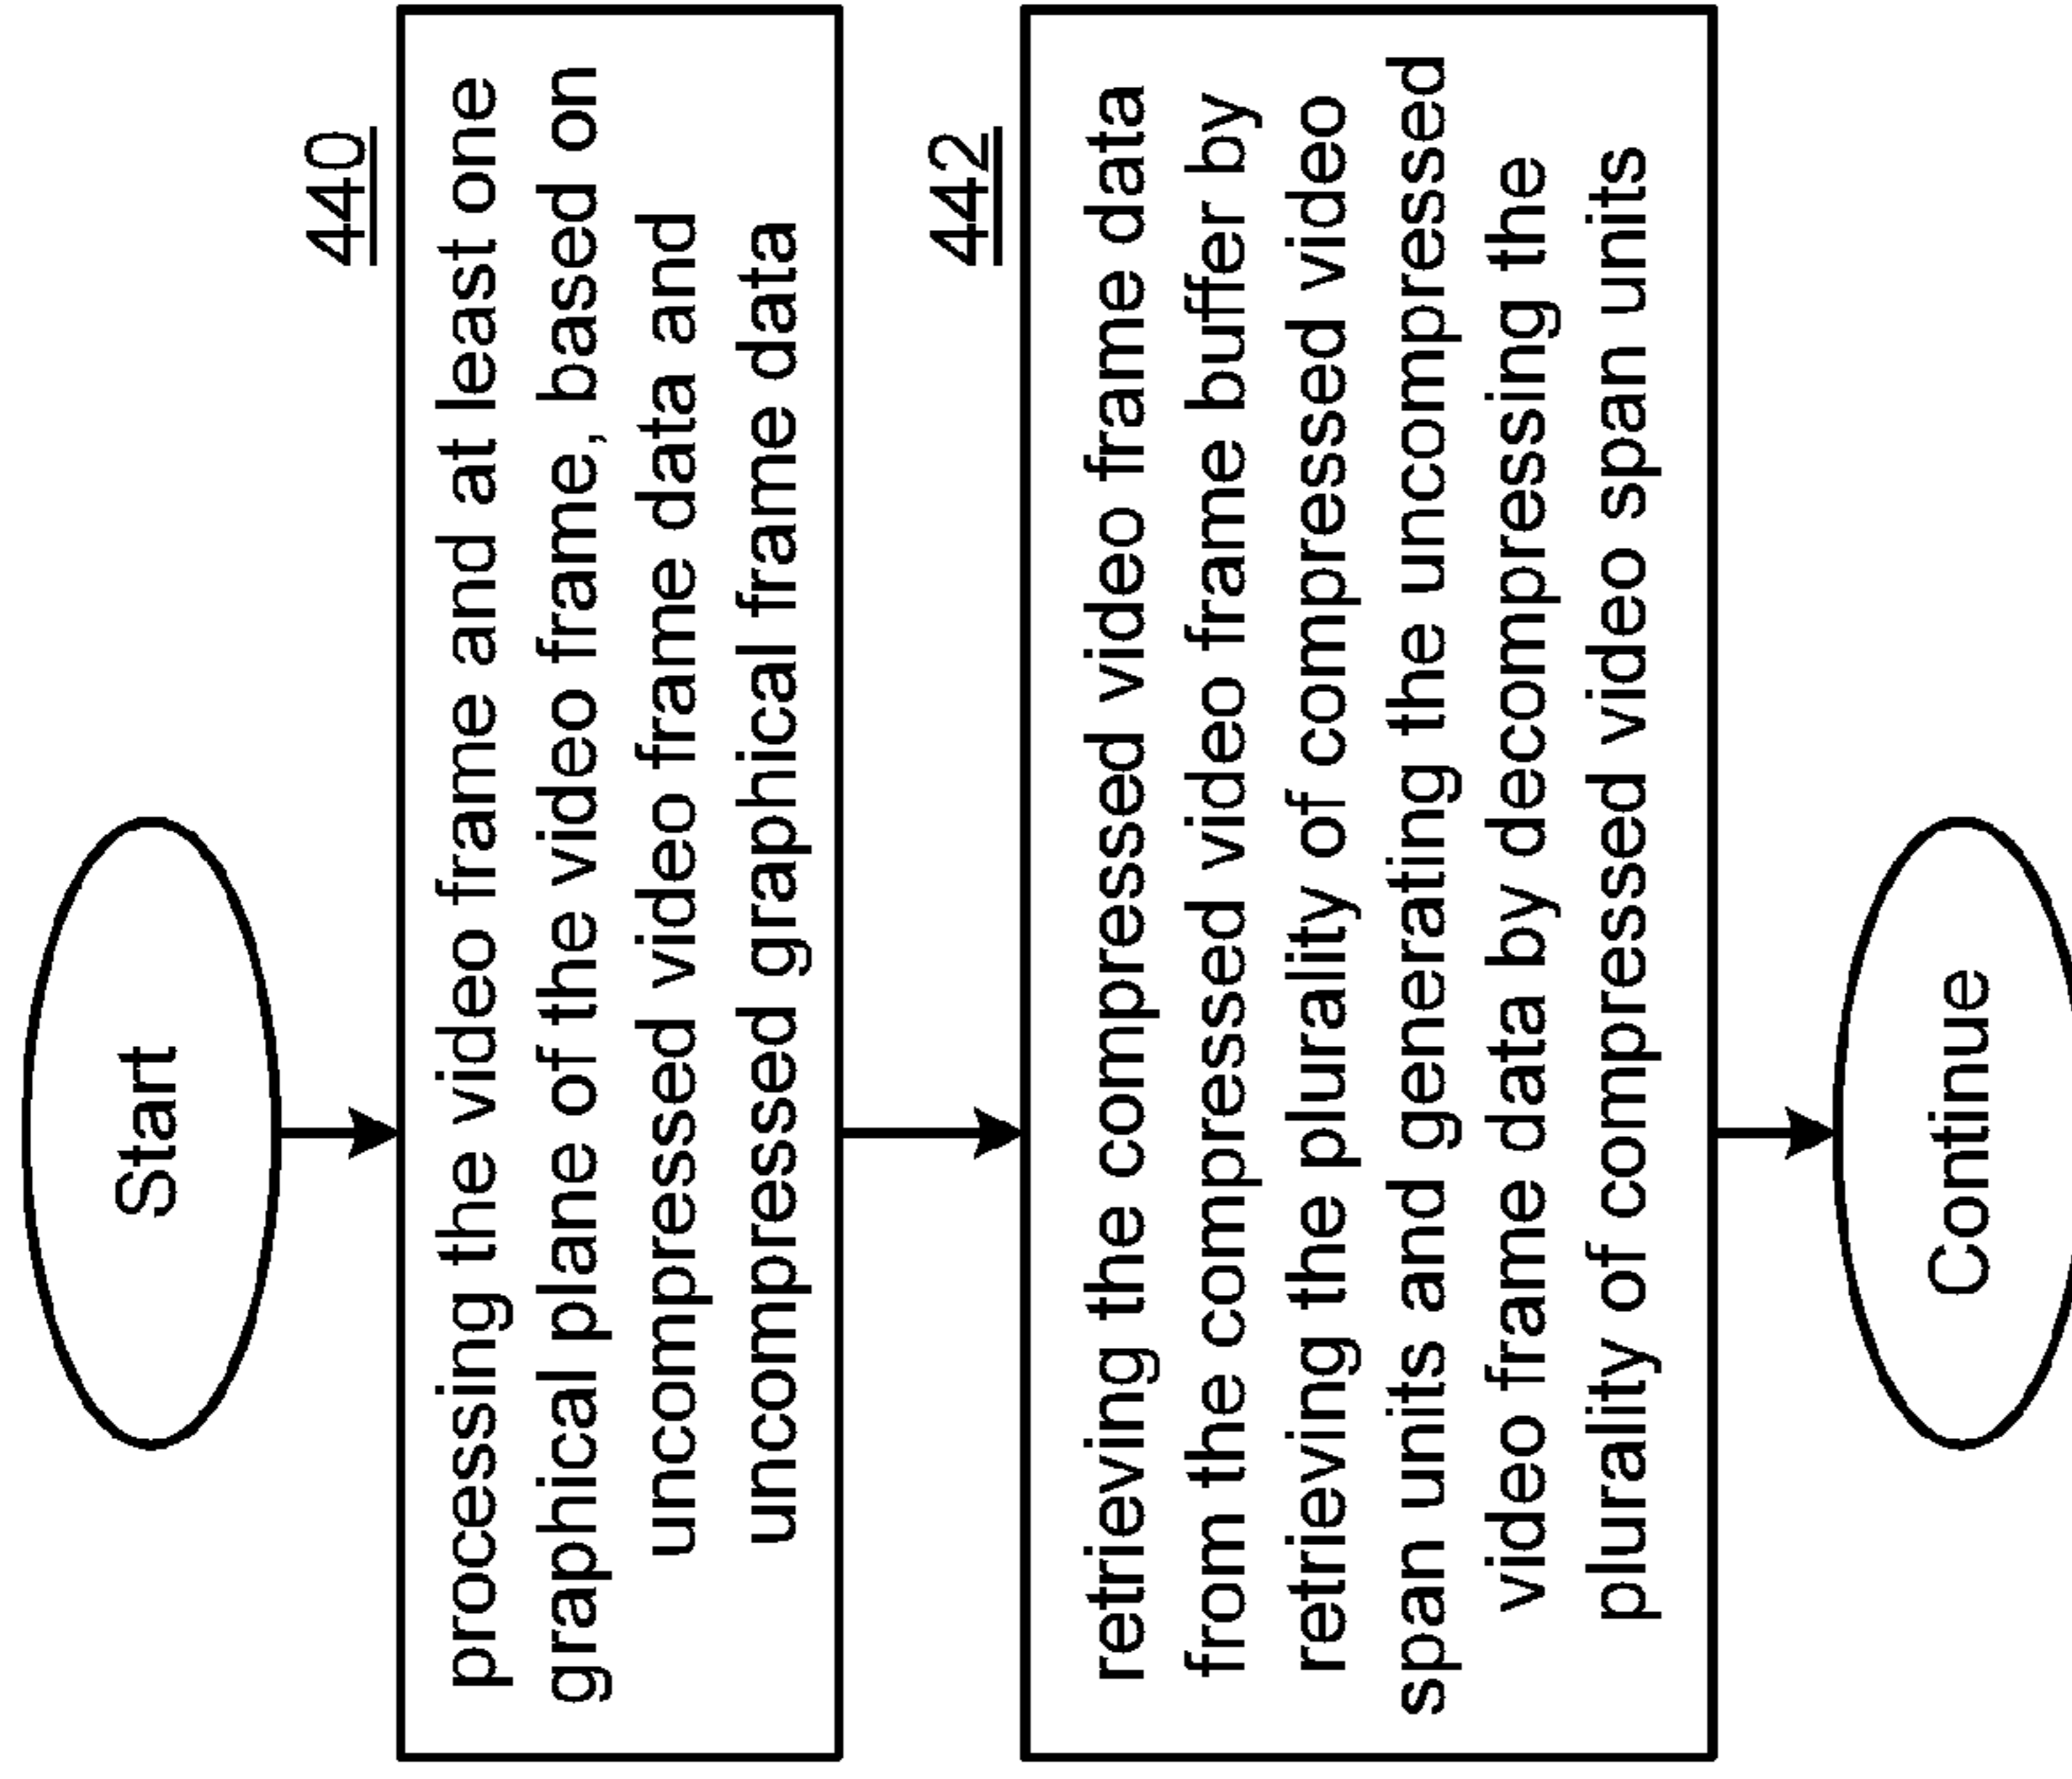 Start
440
processing the video frame and at least one
graphical plane of the video frame, based on
uncompressed video frame data and
uncompressed graphical frame data
442
retrieving the compressed video frame data
from the compressed video frame buffer by
retrieving the plurality of compressed video
span units and generating the uncompressed
video frame data by decompressing the
plurality of compressed video span units
Continue